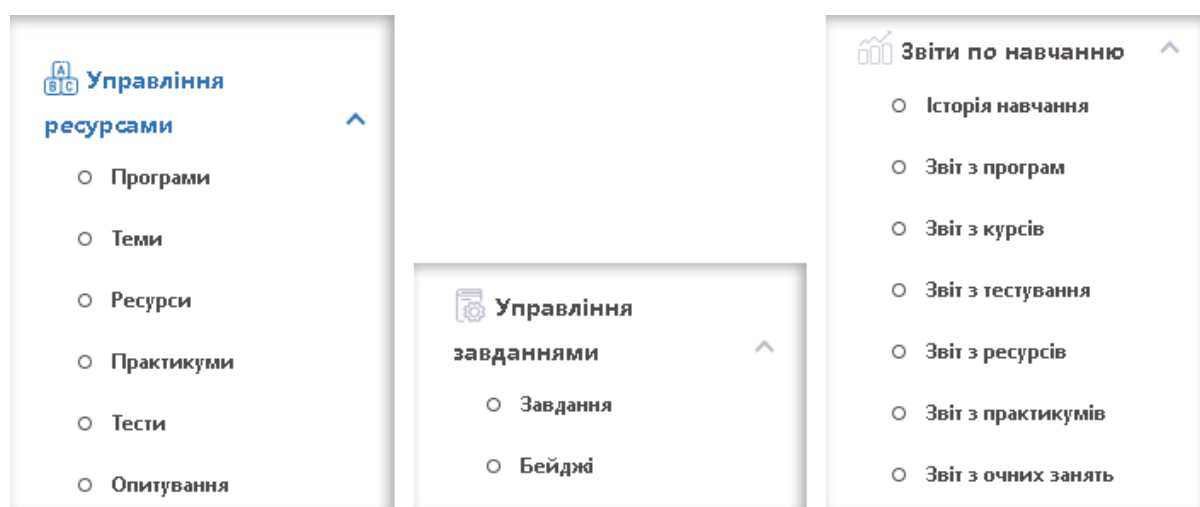 Управління
ресурсами
Програми
Теми
Ресурси
Практикуми
Тести
Опитування
Управління
завданнями
Завдання
Бейджі
Звіти по навчанню
Історія навчання
Звіт з програм
Звіт з курсів
Звіт з тестування
Звіт з ресурсів
Звіт з практикумів
Звіт з очних занять